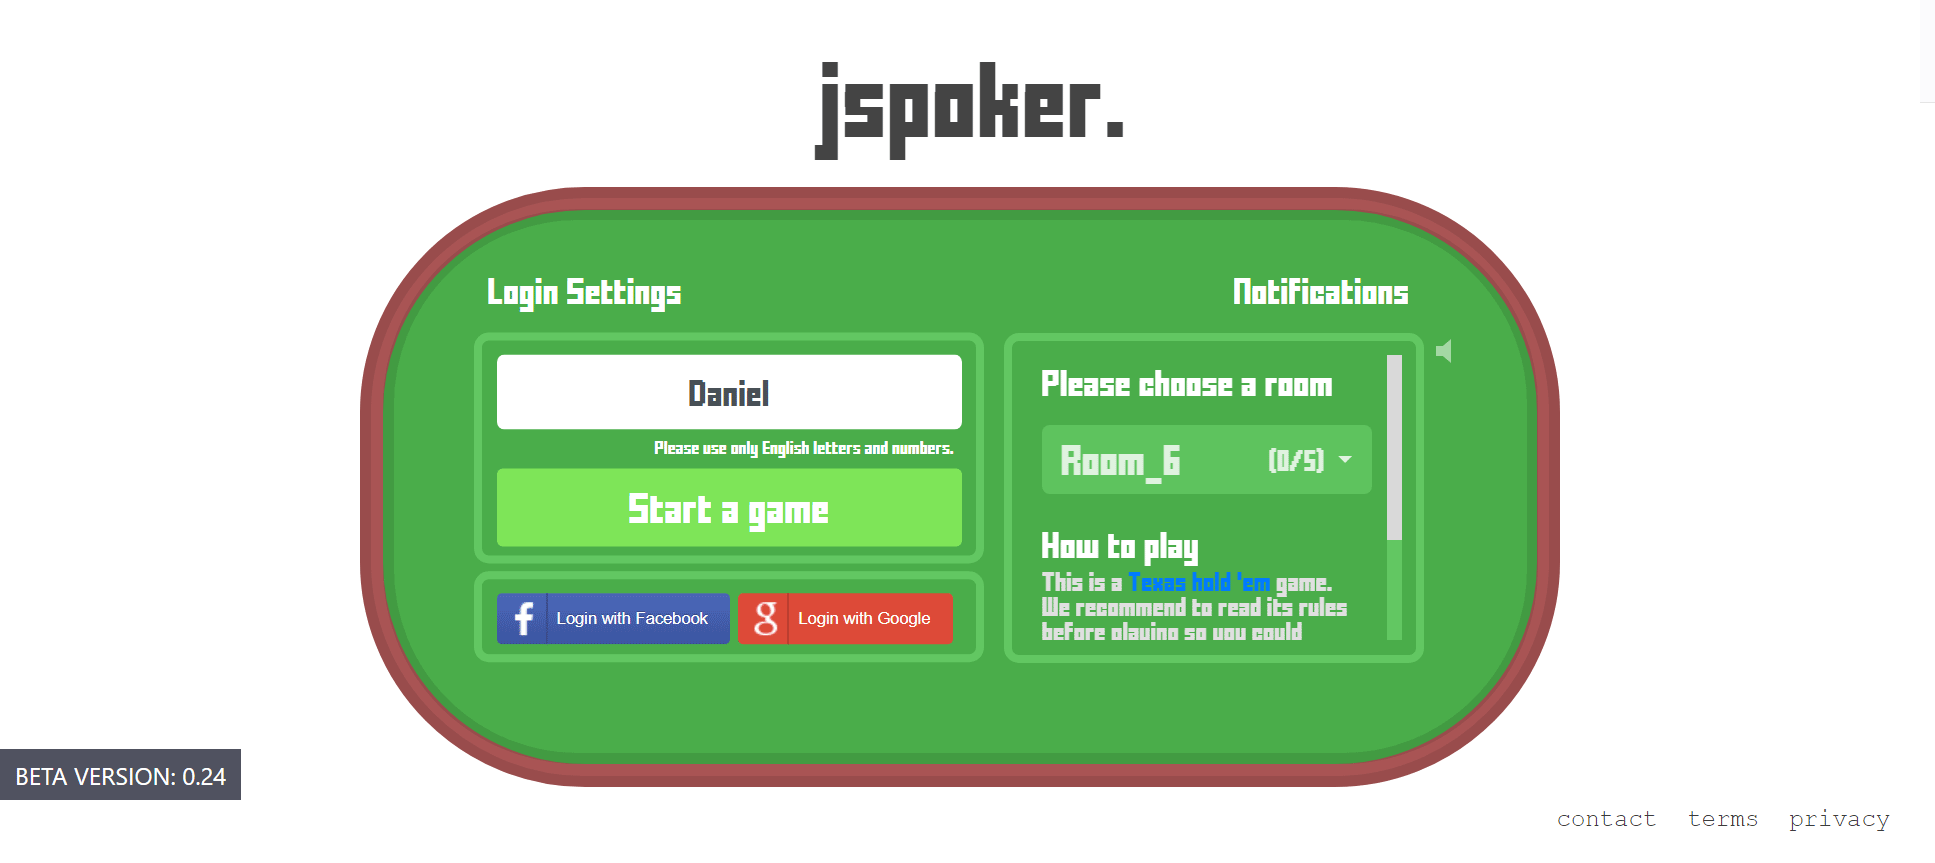 jspoker.
Login Settings
Daniel
Please use only English letters and numbers.
Start a game
Login with Facebook
Login with Google
Notifications
Please choose a room
Room_6 (0/5)
How to play
This is a Texas hold 'em game.
We recommend to read its rules
before playing so you could
BETA VERSION: 0.24
contact terms privacy